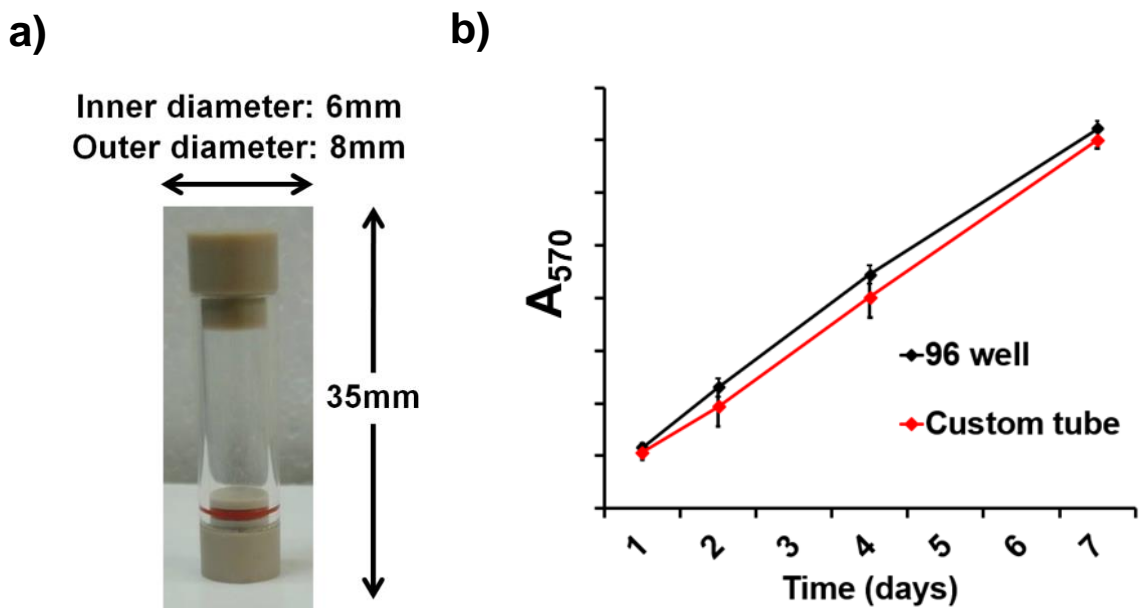 a)
Inner diameter: 6mm
Outer diameter: 8mm
35mm
b)
A570
96 well
Custom tube
1 2 3 4 5 6 7
Time (days)